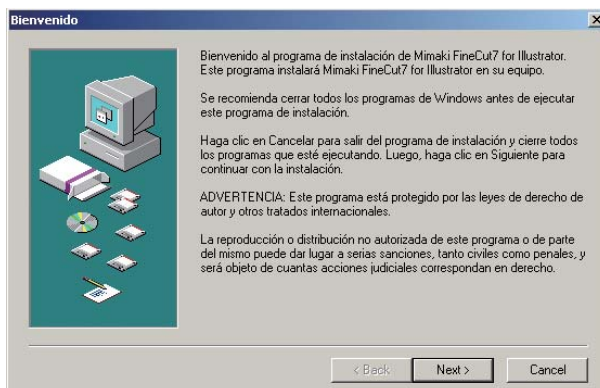 Bienvenido
Bienvenido al programa de instalación de Mimaki FineCut7 for Illustrator.
Este programa instalará Mimaki FineCut7 for Illustrator en su equipo.
Se recomienda cerrar todos los programas de Windows antes de ejecutar
este programa de instalación.
Haga clic en Cancelar para salir del programa de instalación y cierre todos
los programas que esté ejecutando. Luego, haga clic en Siguiente para
continuar con la instalación.
ADVERTENCIA: Este programa está protegido por las leyes de derecho de
autor y otros tratados internacionales.
La reproducción o distribución no autorizada de este programa o de parte
del mismo puede dar lugar a serias sanciones, tanto civiles como penales, y
será objeto de cuantas acciones judiciales correspondan en derecho.
< Back Next > Cancel